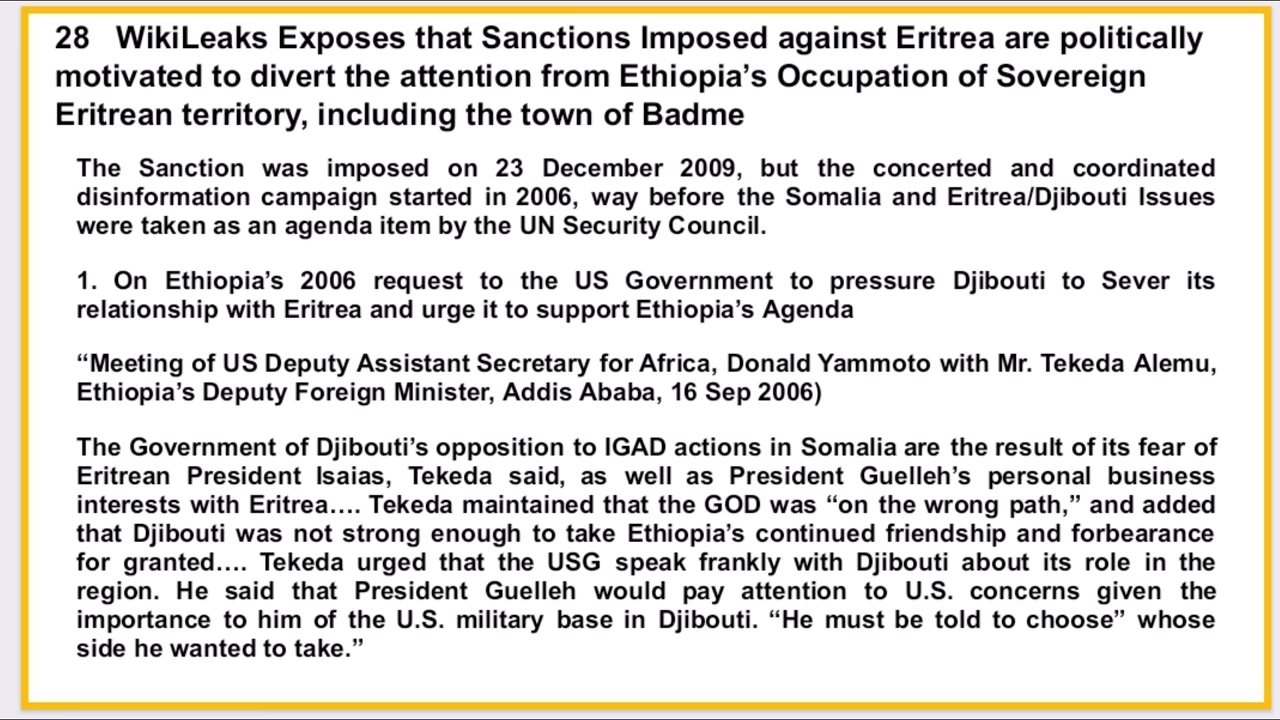 28 WikiLeaks Exposes that Sanctions Imposed against Eritrea are politically
motivated to divert the attention from Ethiopia’s Occupation of Sovereign
Eritrean territory, including the town of Badme
The Sanction was imposed on 23 December 2009, but the concerted and coordinated
disinformation campaign started in 2006, way before the Somalia and Eritrea/Djibouti Issues
were taken as an agenda item by the UN Security Council.
1. On Ethiopia’s 2006 request to the US Government to pressure Djibouti to Sever its
relationship with Eritrea and urge it to support Ethiopia’s Agenda
“Meeting of US Deputy Assistant Secretary for Africa, Donald Yammoto with Mr. Tekeda Alemu,
Ethiopia’s Deputy Foreign Minister, Addis Ababa, 16 Sep 2006)
The Government of Djibouti’s opposition to IGAD actions in Somalia are the result of its fear of
Eritrean President Isaias, Tekeda said, as well as President Guelleh’s personal business
interests with Eritrea…. Tekeda maintained that the GOD was “on the wrong path,” and added
that Djibouti was not strong enough to take Ethiopia’s continued friendship and forbearance
for granted…. Tekeda urged that the USG speak frankly with Djibouti about its role in the
region. He said that President Guelleh would pay attention to U.S. concerns given the
importance to him of the U.S. military base in Djibouti. “He must be told to choose” whose
side he wanted to take.”